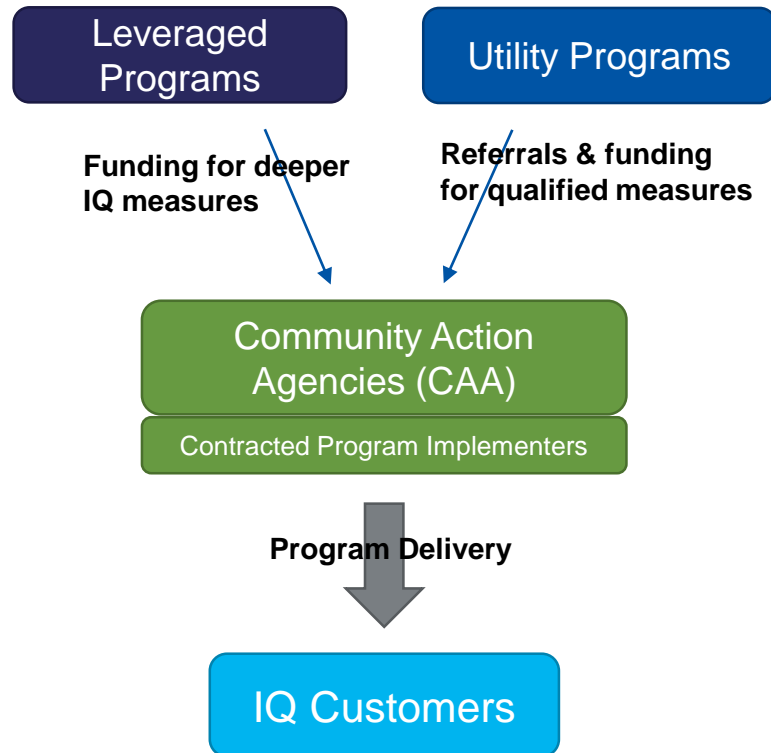 Leveraged
Programs
Utility Programs
Funding for deeper
IQ measures
Referrals & funding
for qualified measures
Community Action
Agencies (CAA)
Contracted Program Implementers
Program Delivery
IQ Customers